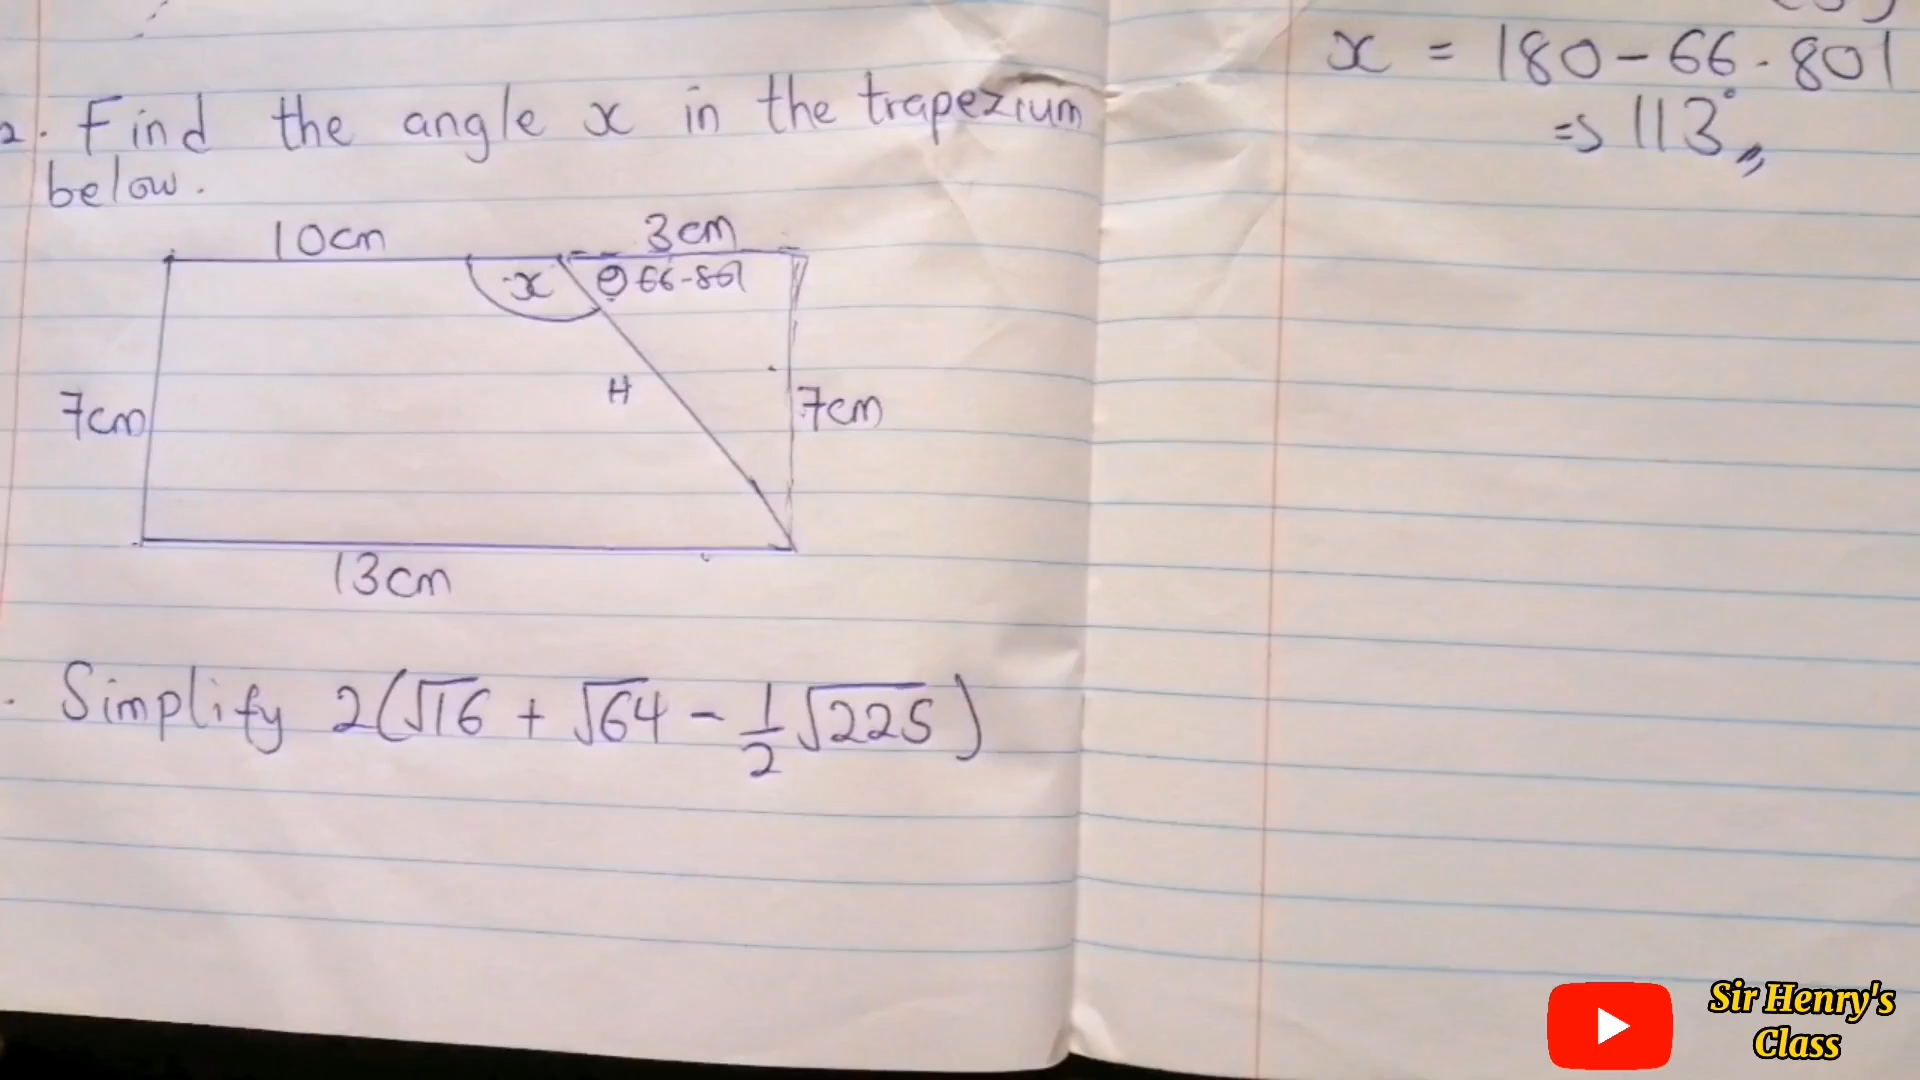 2. Find the angle x in the trapezium
below.
10cm
3cm
x
θ 66.801
7cm
H
7cm
13cm
. Simplify 2(√16 + √64 - 1/2 √225)
x = 180 - 66.801
=> 113°
Sir Henry's
Class